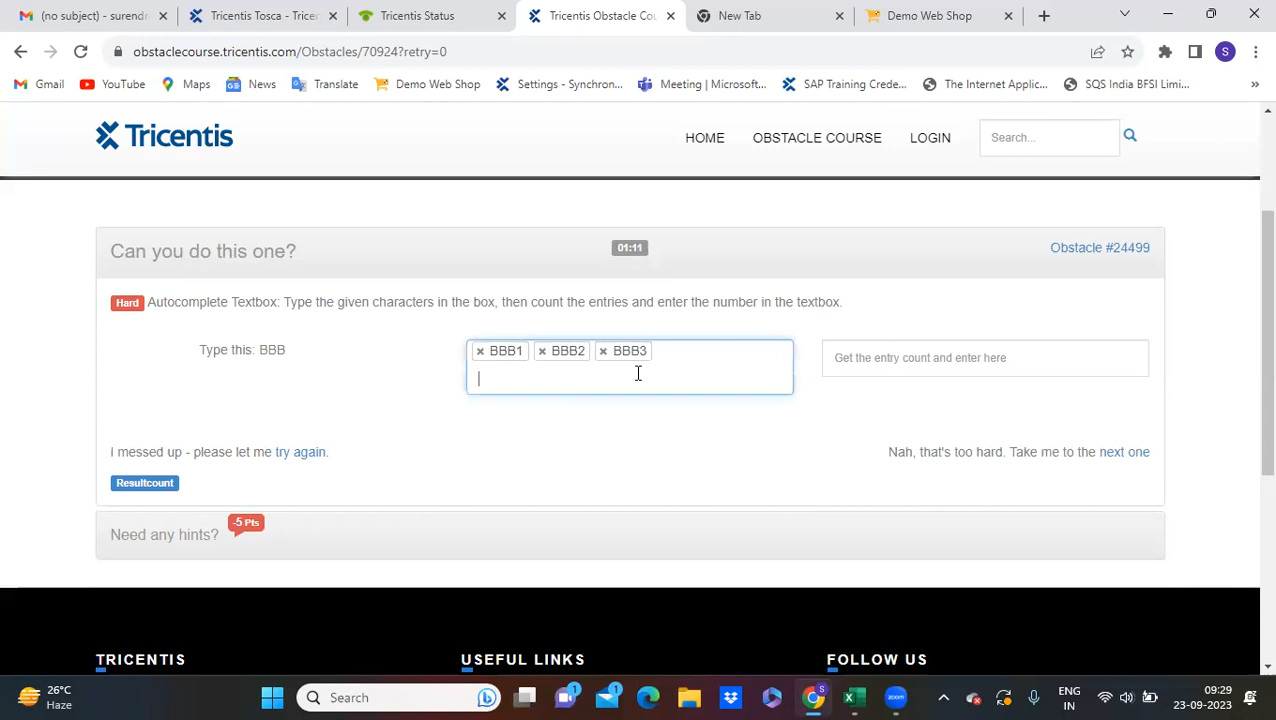 (no subject) - surendr
Tricentis Tosca - Tricen
Tricentis Status
Tricentis Obstacle Cou
New Tab
Demo Web Shop
obstaclecourse.tricentis.com/Obstacles/70924?retry=0
S
Gmail
YouTube
Maps
News
Translate
Demo Web Shop
Settings - Synchron...
Meeting | Microsoft...
SAP Training Crede...
The Internet Applic...
SQS India BFSI Limi...
Tricentis
HOME
OBSTACLE COURSE
LOGIN
Search...
Can you do this one?
01:11
Obstacle #24499
Hard Autocomplete Textbox: Type the given characters in the box, then count the entries and enter the number in the textbox.
Type this: BBB
× BBB1 × BBB2 × BBB3
Get the entry count and enter here
I messed up - please let me try again.
Nah, that's too hard. Take me to the next one
Resultcount
Need any hints?
-5 Pts
TRICENTIS
USEFUL LINKS
FOLLOW US
26°C
Haze
Search
1
1
S
zoom
ENG
IN
09:29
23-09-2023